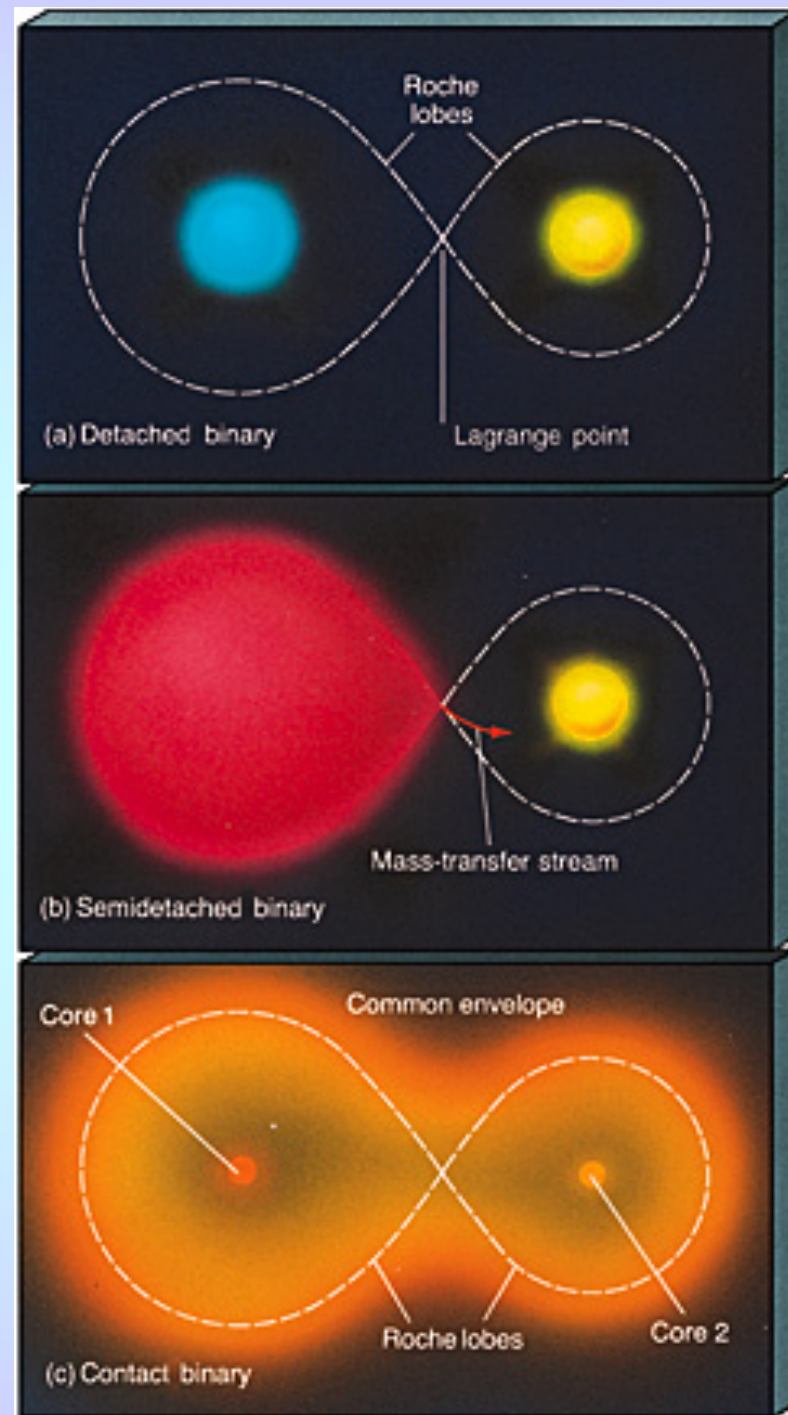 Roche
lobes
(a) Detached binary
Lagrange point
Mass-transfer stream
(b) Semidetached binary
Core 1
Common envelope
Roche lobes
Core 2
(c) Contact binary